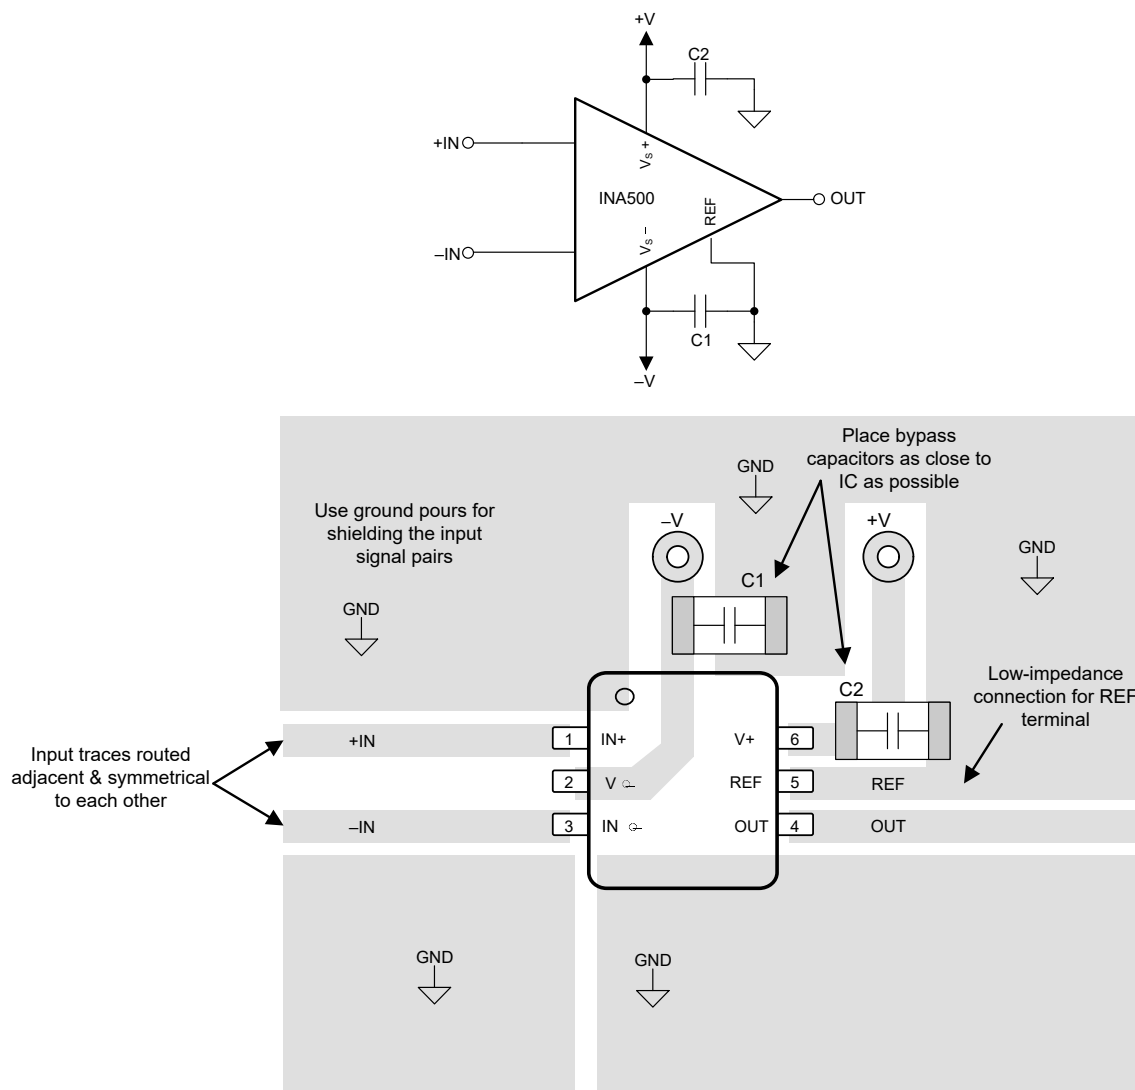 +V
C2
+IN
VS +
INA500
REF
OUT
VS –
–IN
C1
–V
Place bypass
capacitors as close to
IC as possible
GND
Use ground pours for
shielding the input
signal pairs
–V
+V
GND
C1
GND
Low-impedance
connection for REF
terminal
C2
+IN
1
IN+
V+
6
Input traces routed
adjacent & symmetrical
to each other
2
V
REF
5
REF
–IN
3
IN
OUT
4
OUT
GND
GND